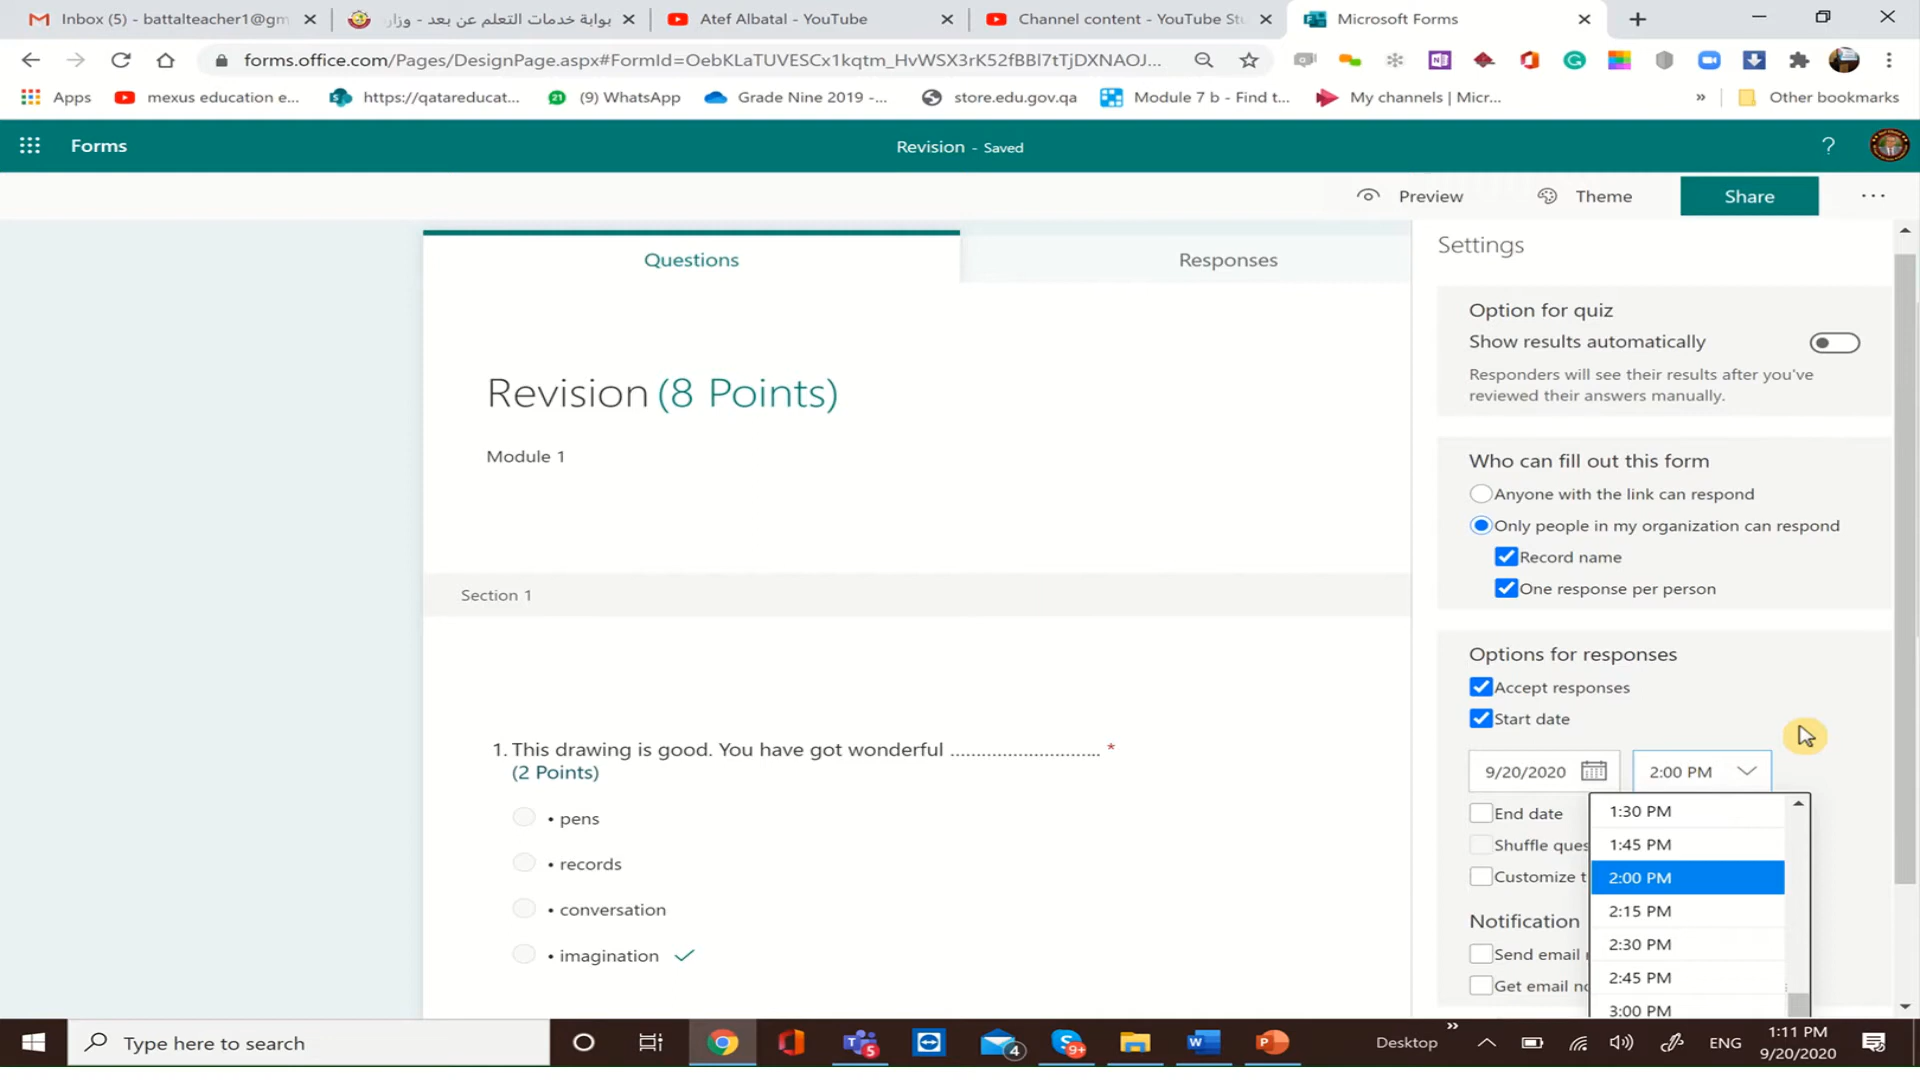 Inbox (5) - battalteacher1@gm
بوابة خدمات التعلم عن بعد - وزار
Atef Albatal - YouTube
Channel content - YouTube Stu
Microsoft Forms
forms.office.com/Pages/DesignPage.aspx#FormId=OebKLaTUVESCx1kqtm_HvWSX3rK52fBBl7tTjDXNAOJ...
Apps
mexus education e...
https://qatareducat...
(9) WhatsApp
Grade Nine 2019 -...
store.edu.gov.qa
Module 7 b - Find t...
My channels | Micr...
»
Other bookmarks
Forms
Revision - Saved
?
Preview
Theme
Share
...
Questions
Responses
Revision (8 Points)
Module 1
Section 1
1. This drawing is good. You have got wonderful .............................. *
(2 Points)
• pens
• records
• conversation
• imagination
Settings
Option for quiz
Show results automatically
Responders will see their results after you've
reviewed their answers manually.
Who can fill out this form
Anyone with the link can respond
Only people in my organization can respond
Record name
One response per person
Options for responses
Accept responses
Start date
9/20/2020
2:00 PM
End date
Shuffle ques
Customize t
Notification
Send email
Get email no
1:30 PM
1:45 PM
2:00 PM
2:15 PM
2:30 PM
2:45 PM
3:00 PM
Type here to search
5
4
9+
Desktop
»
ENG
1:11 PM
9/20/2020